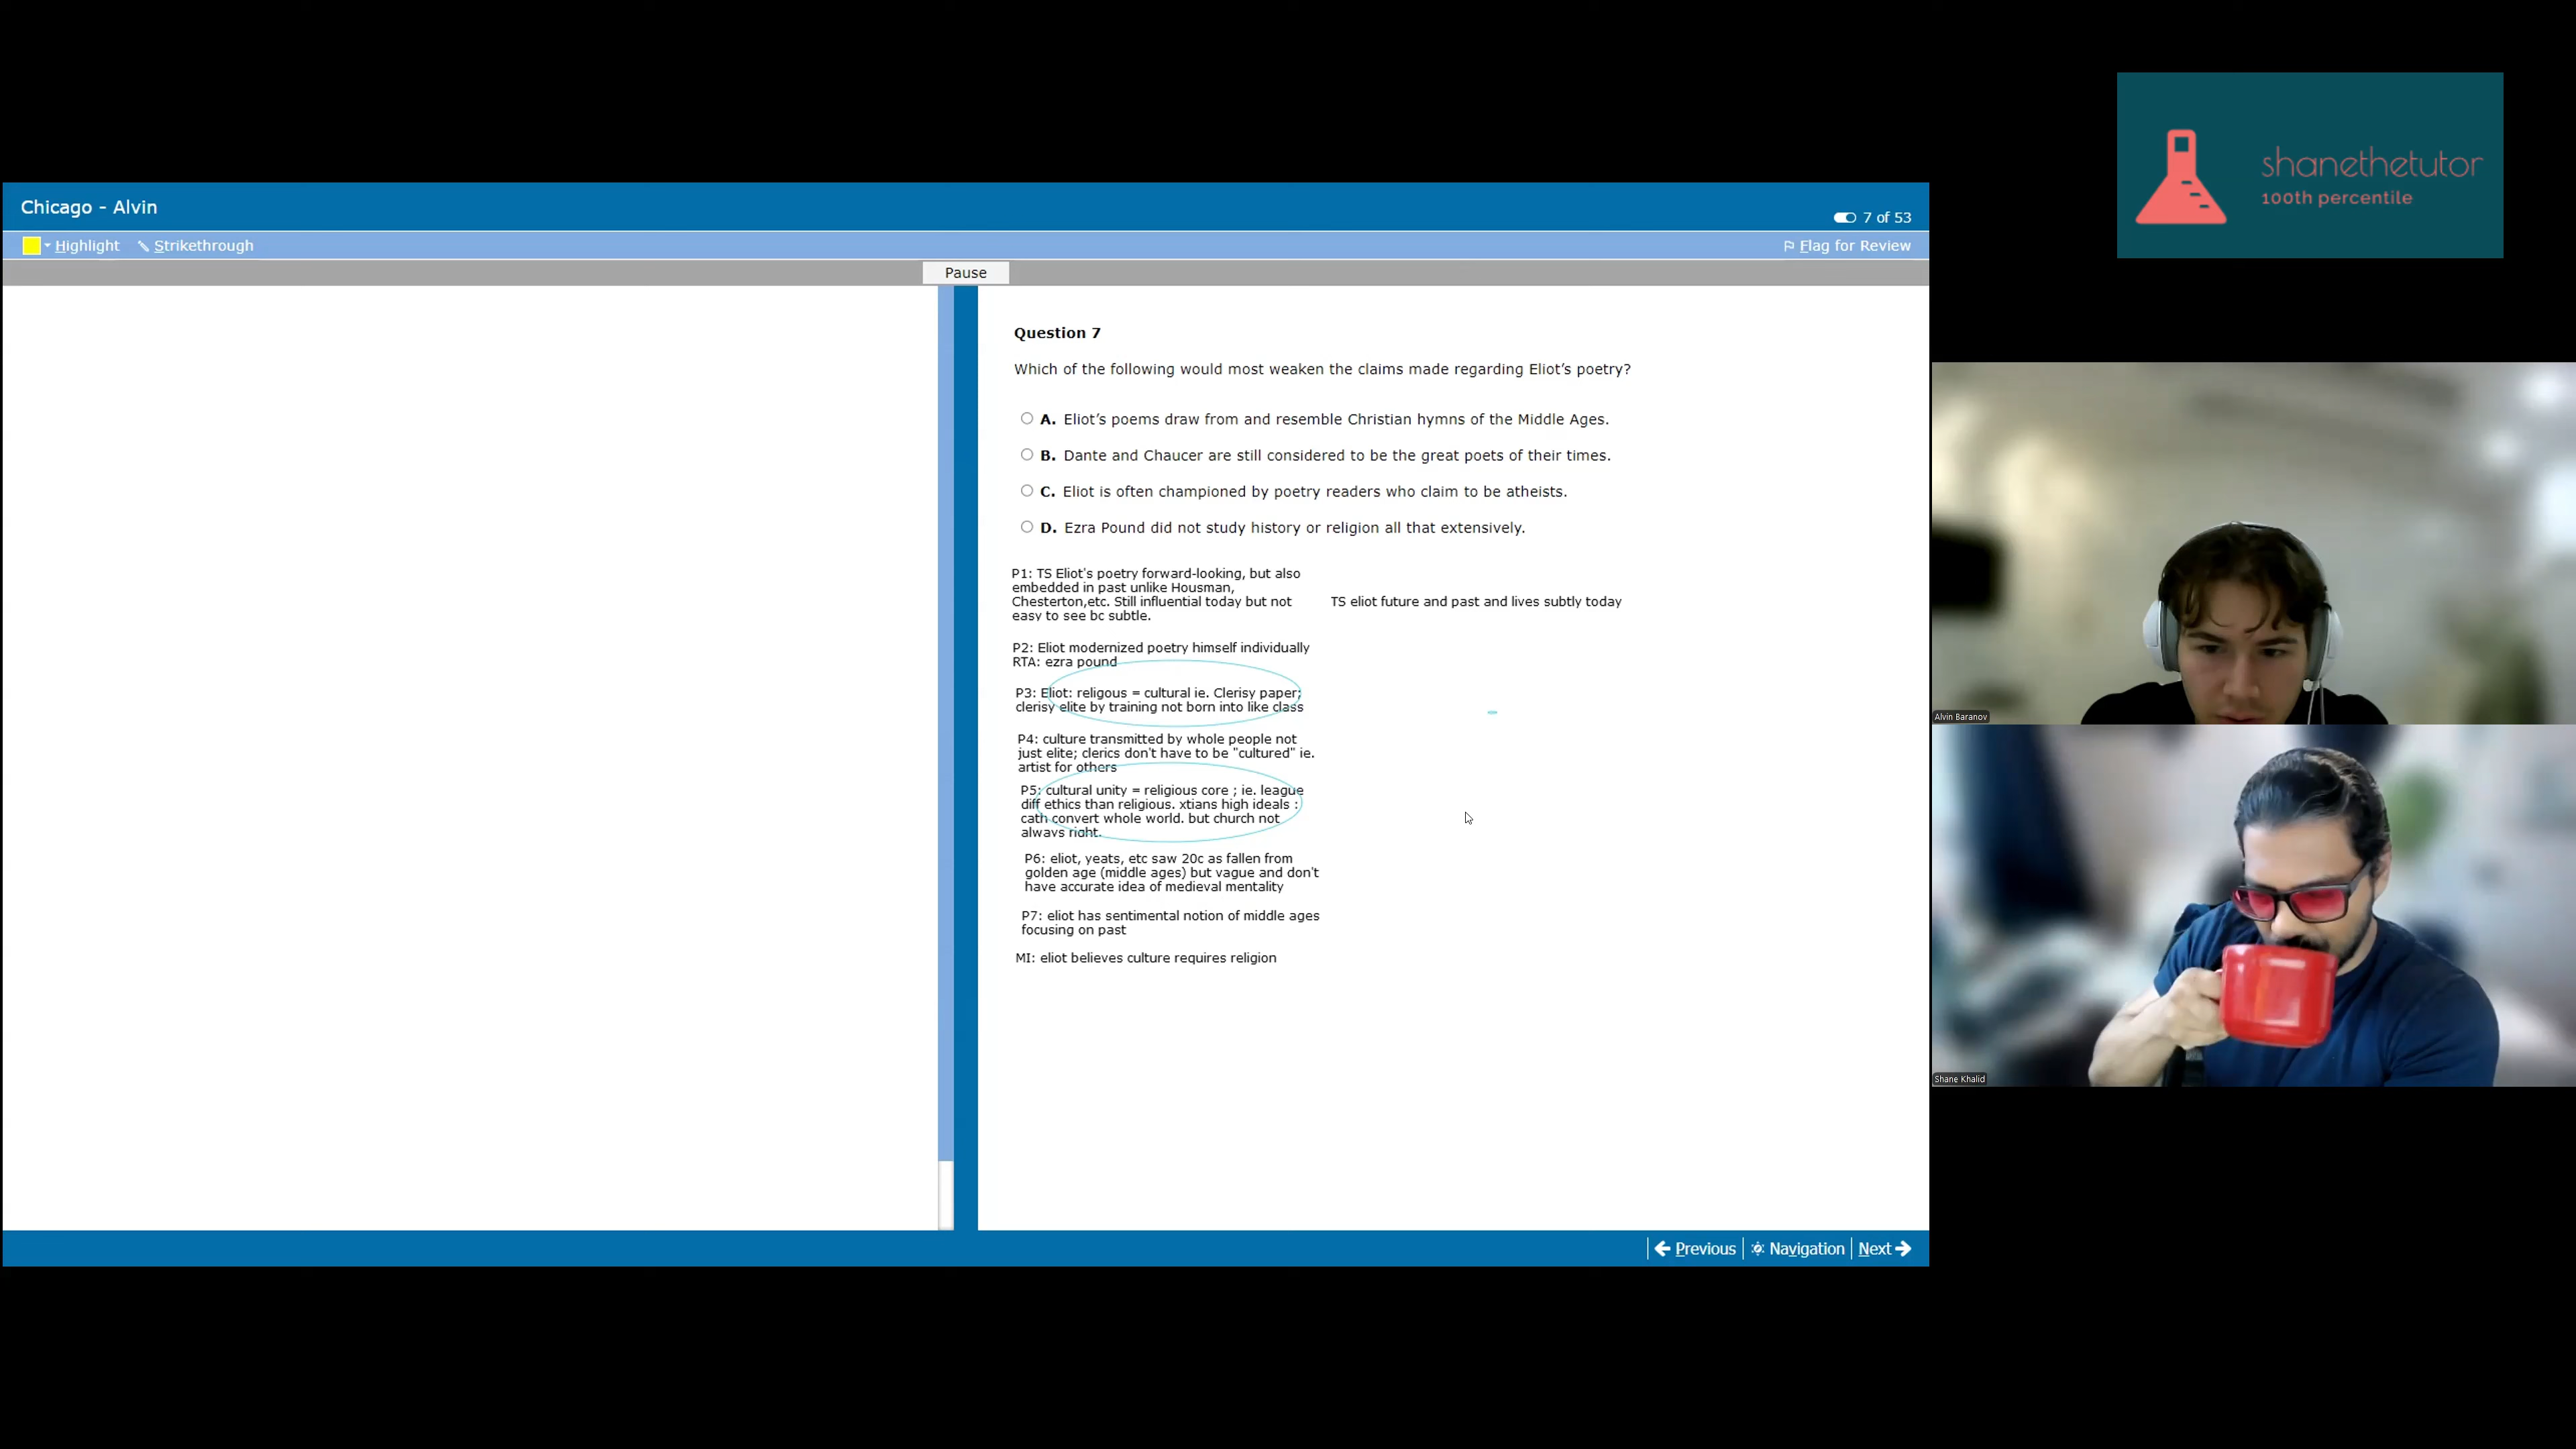 shanethetutor
100th percentile
Chicago - Alvin
7 of 53
Highlight
Strikethrough
Flag for Review
Pause
Question 7
Which of the following would most weaken the claims made regarding Eliot's poetry?
A. Eliot's poems draw from and resemble Christian hymns of the Middle Ages.
B. Dante and Chaucer are still considered to be the great poets of their times.
C. Eliot is often championed by poetry readers who claim to be atheists.
D. Ezra Pound did not study history or religion all that extensively.
P1: TS Eliot's poetry forward-looking, but also
embedded in past unlike Housman,
Chesterton,etc. Still influential today but not
easy to see bc subtle.
TS eliot future and past and lives subtly today
P2: Eliot modernized poetry himself individually
RTA: ezra pound
P3: Eliot: religous = cultural ie. Clerisy paper;
clerisy elite by training not born into like class
P4: culture transmitted by whole people not
just elite; clerics don't have to be "cultured" ie.
artist for others
P5: cultural unity = religious core ; ie. league
diff ethics than religious. xtians high ideals :
cath convert whole world. but church not
always right.
P6: eliot, yeats, etc saw 20c as fallen from
golden age (middle ages) but vague and don't
have accurate idea of medieval mentality
P7: eliot has sentimental notion of middle ages
focusing on past
MI: eliot believes culture requires religion
Alvin Baranov
Shane Khalid
Previous
Navigation
Next